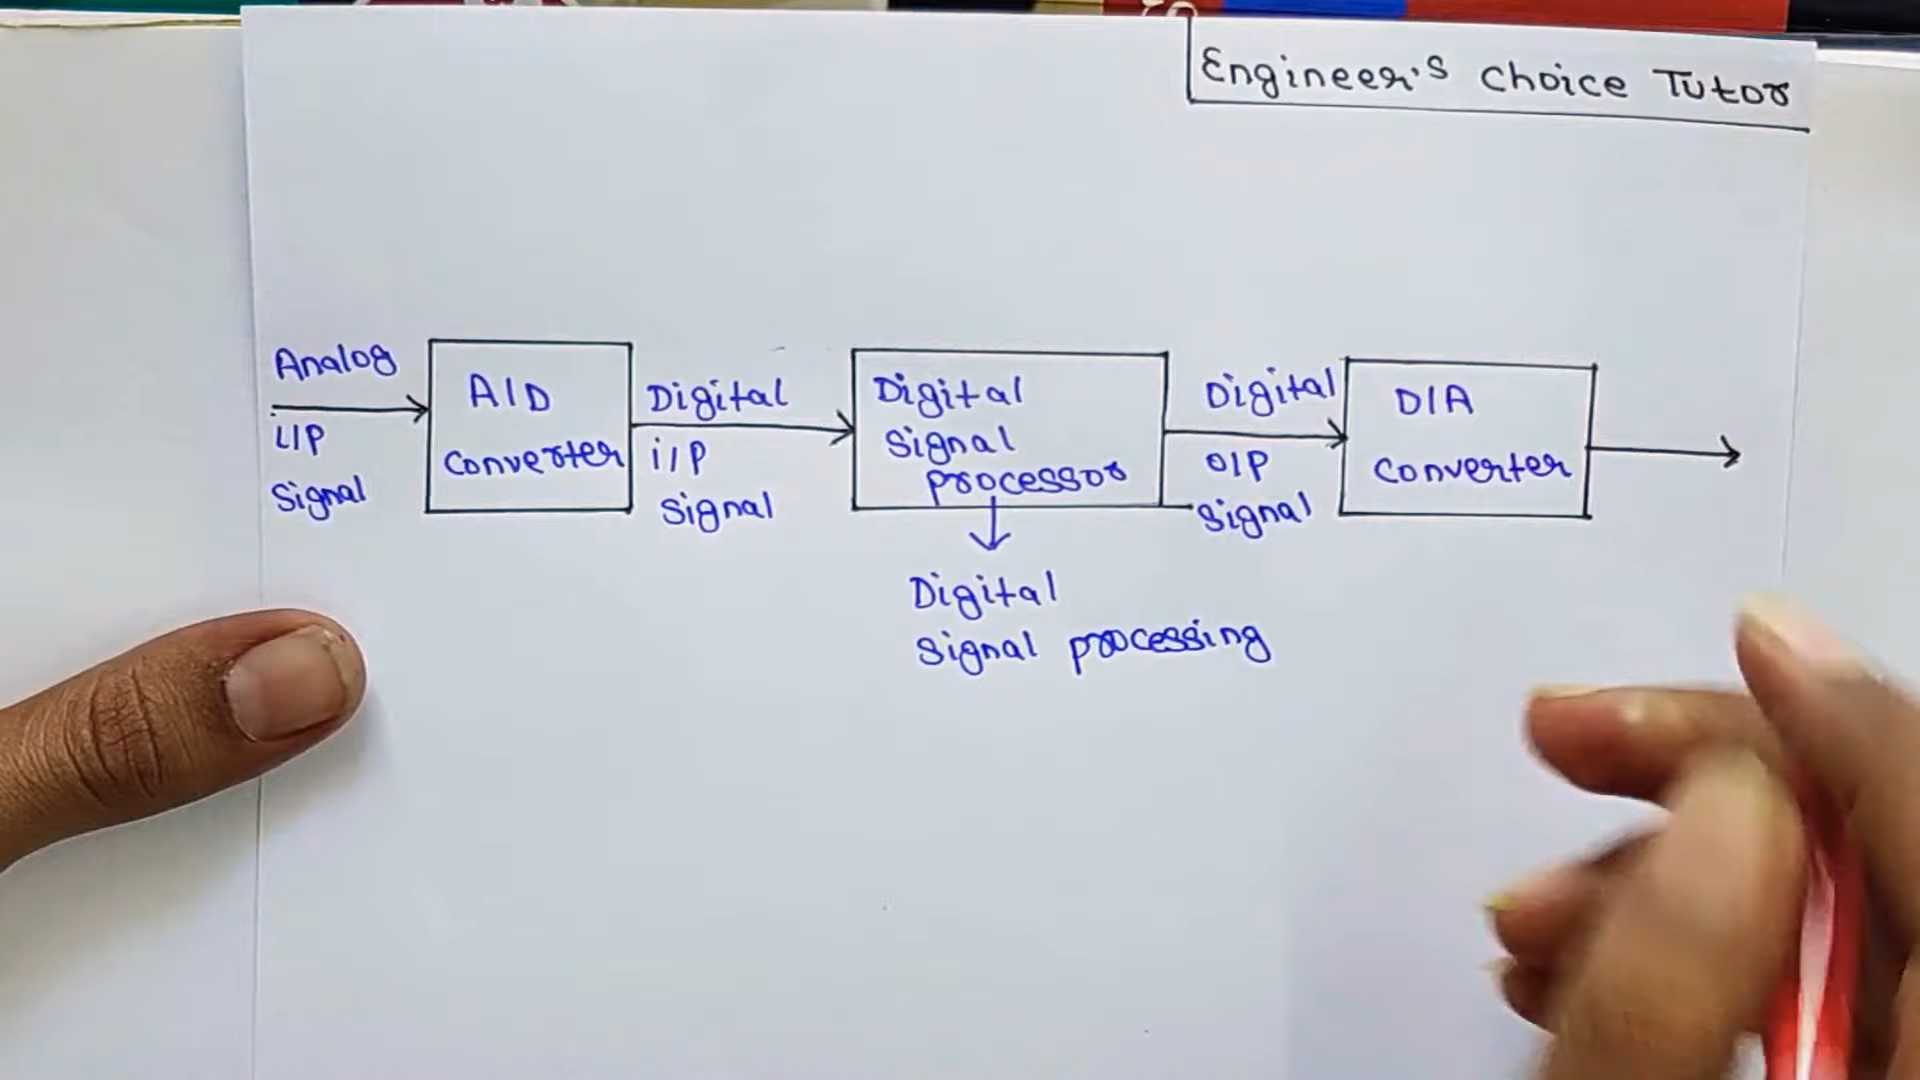 Engineer's Choice Tutor
Analog
I/P
Signal
A/D
Converter
Digital
i/p
Signal
Digital
Signal
processor
Digital
Signal processing
Digital
O/P
Signal
D/A
Converter